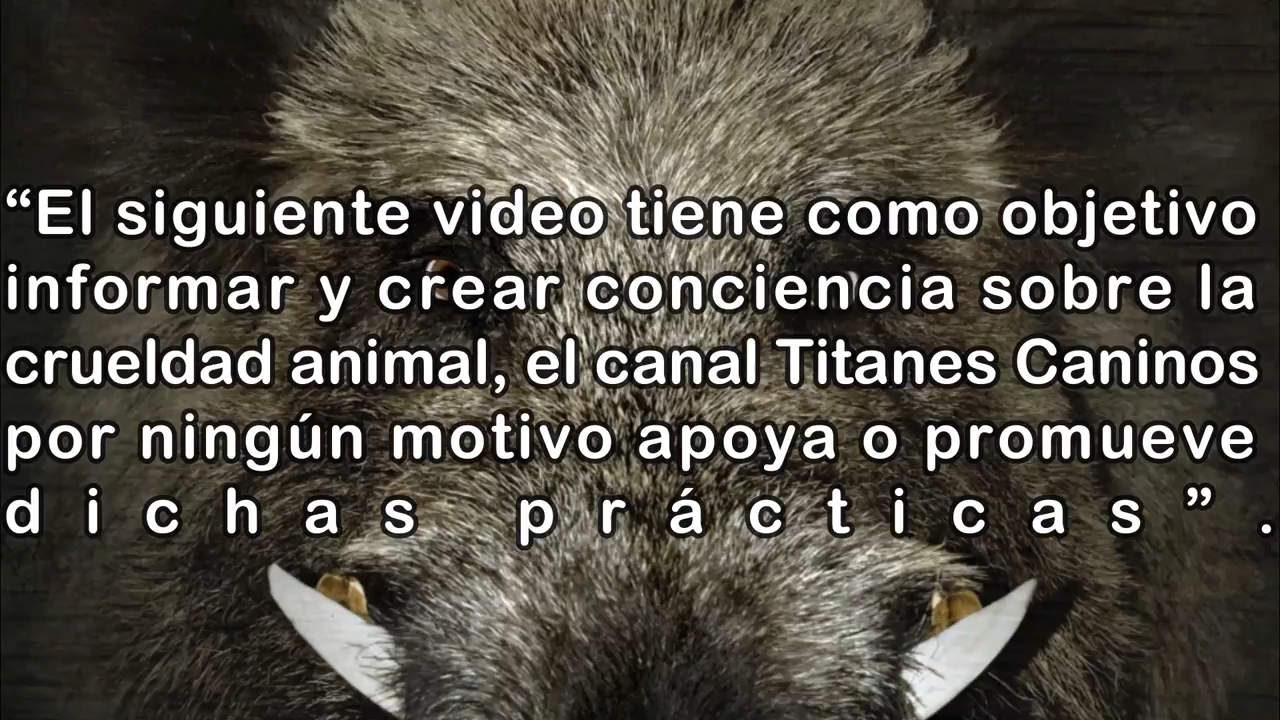 “El siguiente video tiene como objetivo
informar y crear conciencia sobre la
crueldad animal, el canal Titanes Caninos
por ningún motivo apoya o promueve
dichas prácticas”.